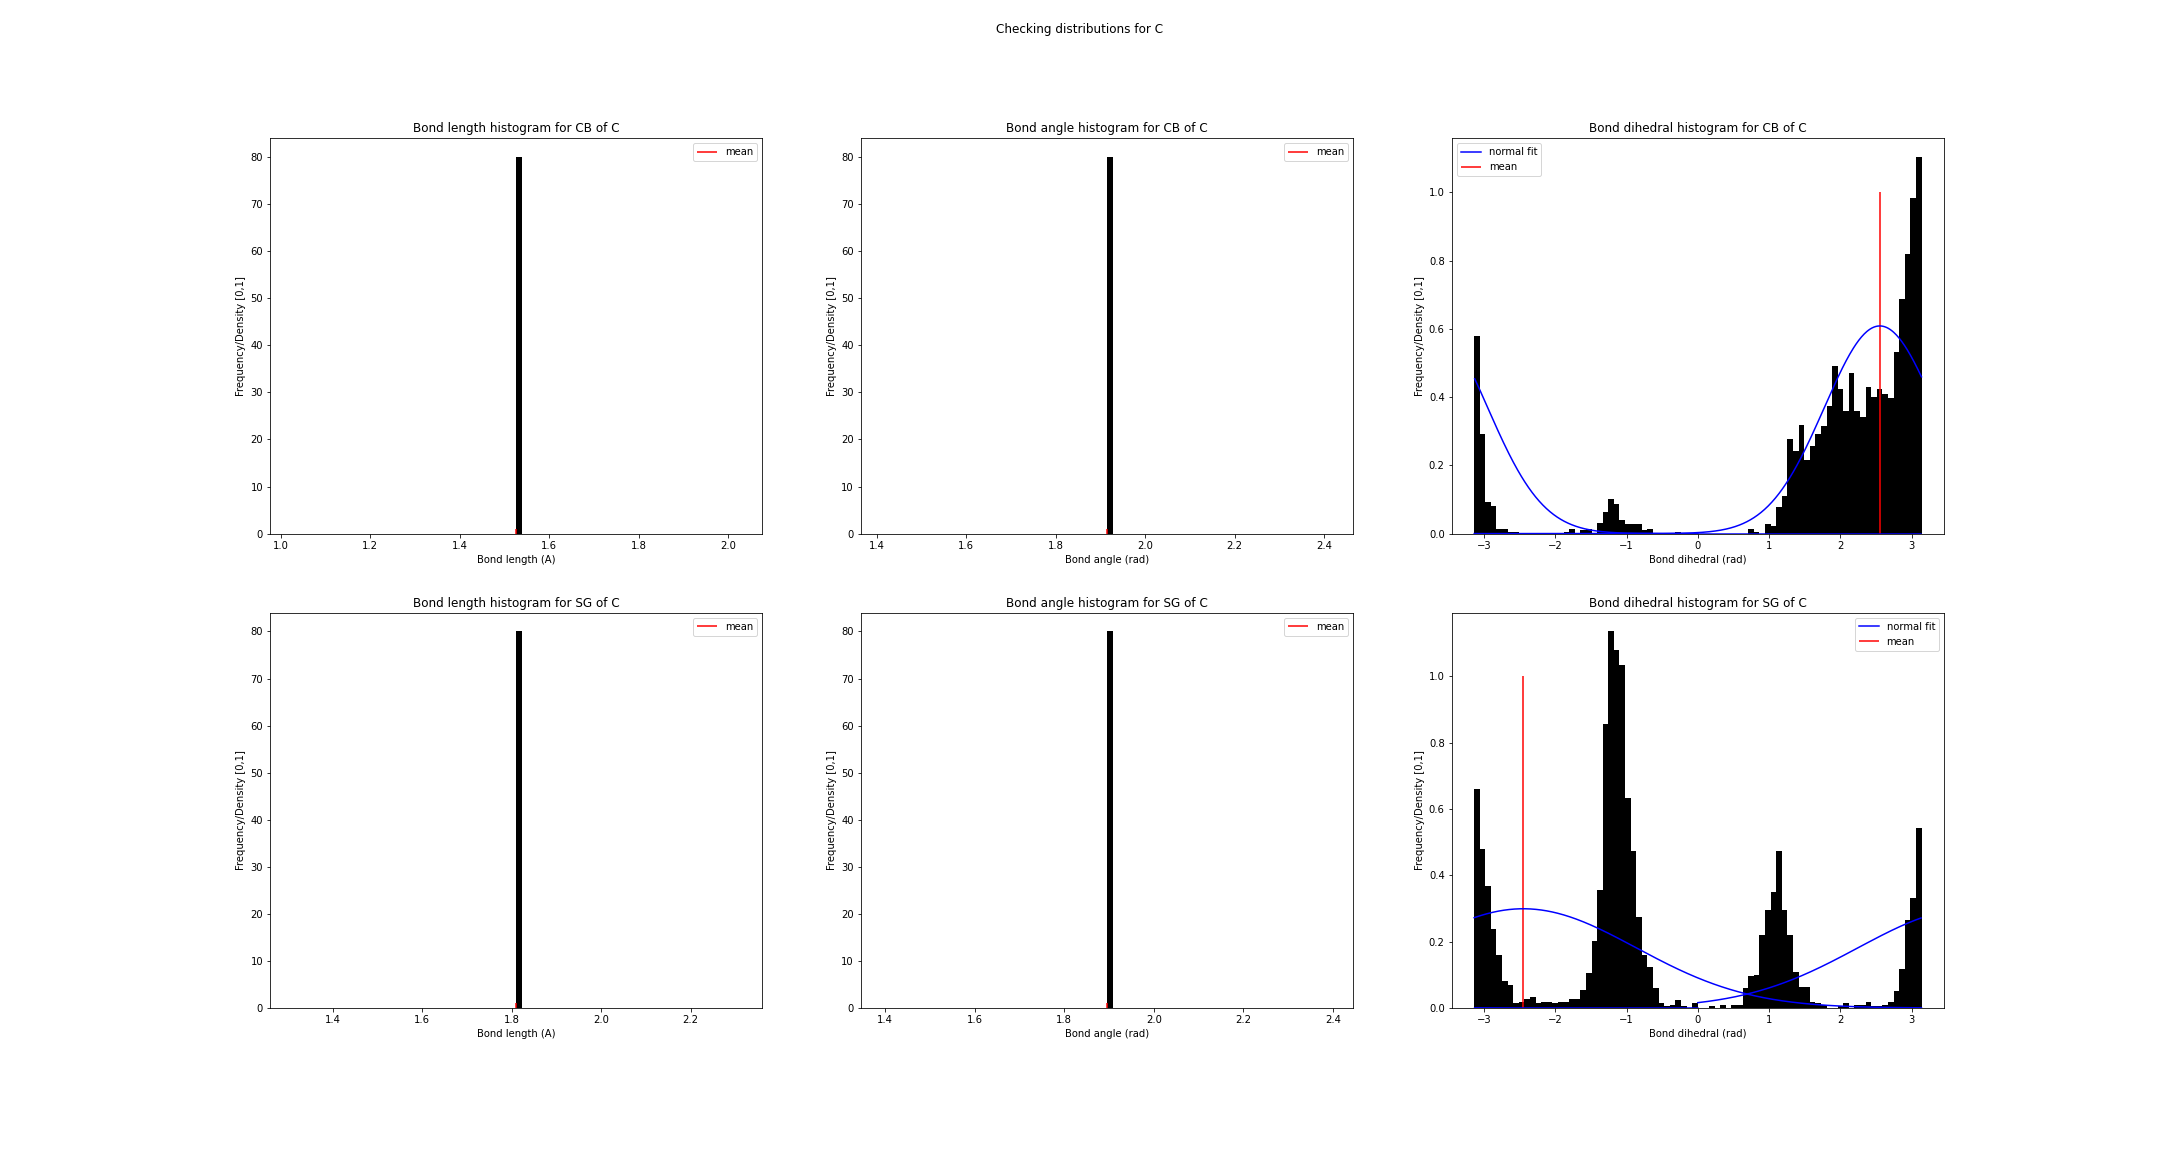 Checking distributions for C
Bond length histogram for CB of C
mean
80
70
60
50
40
30
20
10
0
Frequency/Density [0,1]
1.0 1.2 1.4 1.6 1.8 2.0
Bond length (A)
Bond angle histogram for CB of C
mean
80
70
60
50
40
30
20
10
0
Frequency/Density [0,1]
1.4 1.6 1.8 2.0 2.2 2.4
Bond angle (rad)
Bond dihedral histogram for CB of C
normal fit
mean
1.0
0.8
0.6
0.4
0.2
0.0
Frequency/Density [0,1]
−3 −2 −1 0 1 2 3
Bond dihedral (rad)
Bond length histogram for SG of C
mean
80
70
60
50
40
30
20
10
0
Frequency/Density [0,1]
1.4 1.6 1.8 2.0 2.2
Bond length (A)
Bond angle histogram for SG of C
mean
80
70
60
50
40
30
20
10
0
Frequency/Density [0,1]
1.4 1.6 1.8 2.0 2.2 2.4
Bond angle (rad)
Bond dihedral histogram for SG of C
normal fit
mean
1.0
0.8
0.6
0.4
0.2
0.0
Frequency/Density [0,1]
−3 −2 −1 0 1 2 3
Bond dihedral (rad)